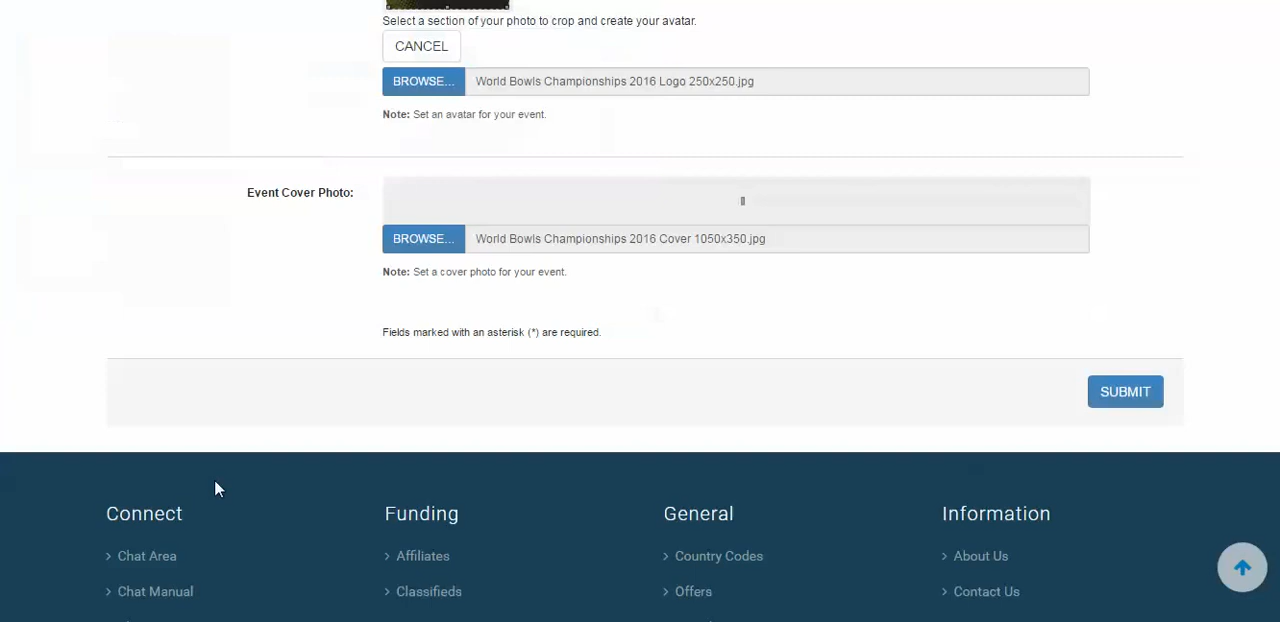 Select a section of your photo to crop and create your avatar.
CANCEL
BROWSE... World Bowls Championships 2016 Logo 250x250.jpg
Note: Set an avatar for your event.
Event Cover Photo:
BROWSE... World Bowls Championships 2016 Cover 1050x350.jpg
Note: Set a cover photo for your event.
Fields marked with an asterisk (*) are required.
SUBMIT
Connect Funding General Information
Chat Area Affiliates Country Codes About Us
Chat Manual Classifieds Offers Contact Us